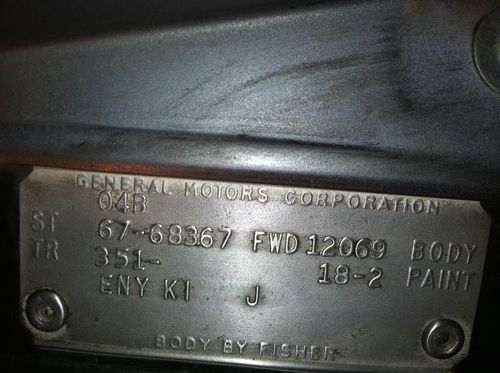 GENERAL MOTORS CORPORATION
04B
ST 67-68367 FWD 12069 BODY
TR 351- 18-2 PAINT
ENY KI J
BODY BY FISHER